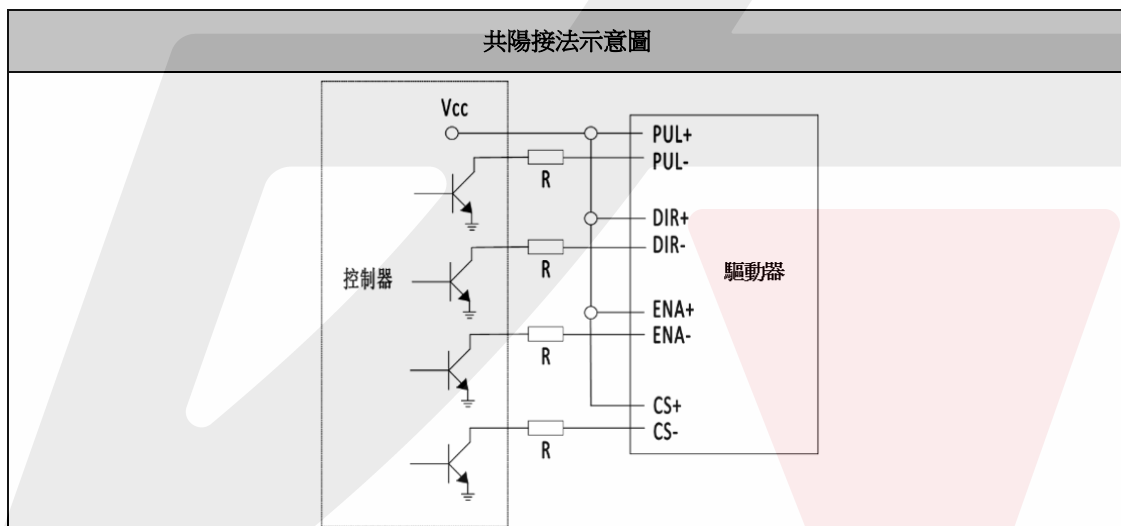 共陽接法示意圖
Vcc
PUL+
PUL-
R
DIR+
DIR-
R
控制器
驅動器
ENA+
ENA-
R
CS+
CS-
R